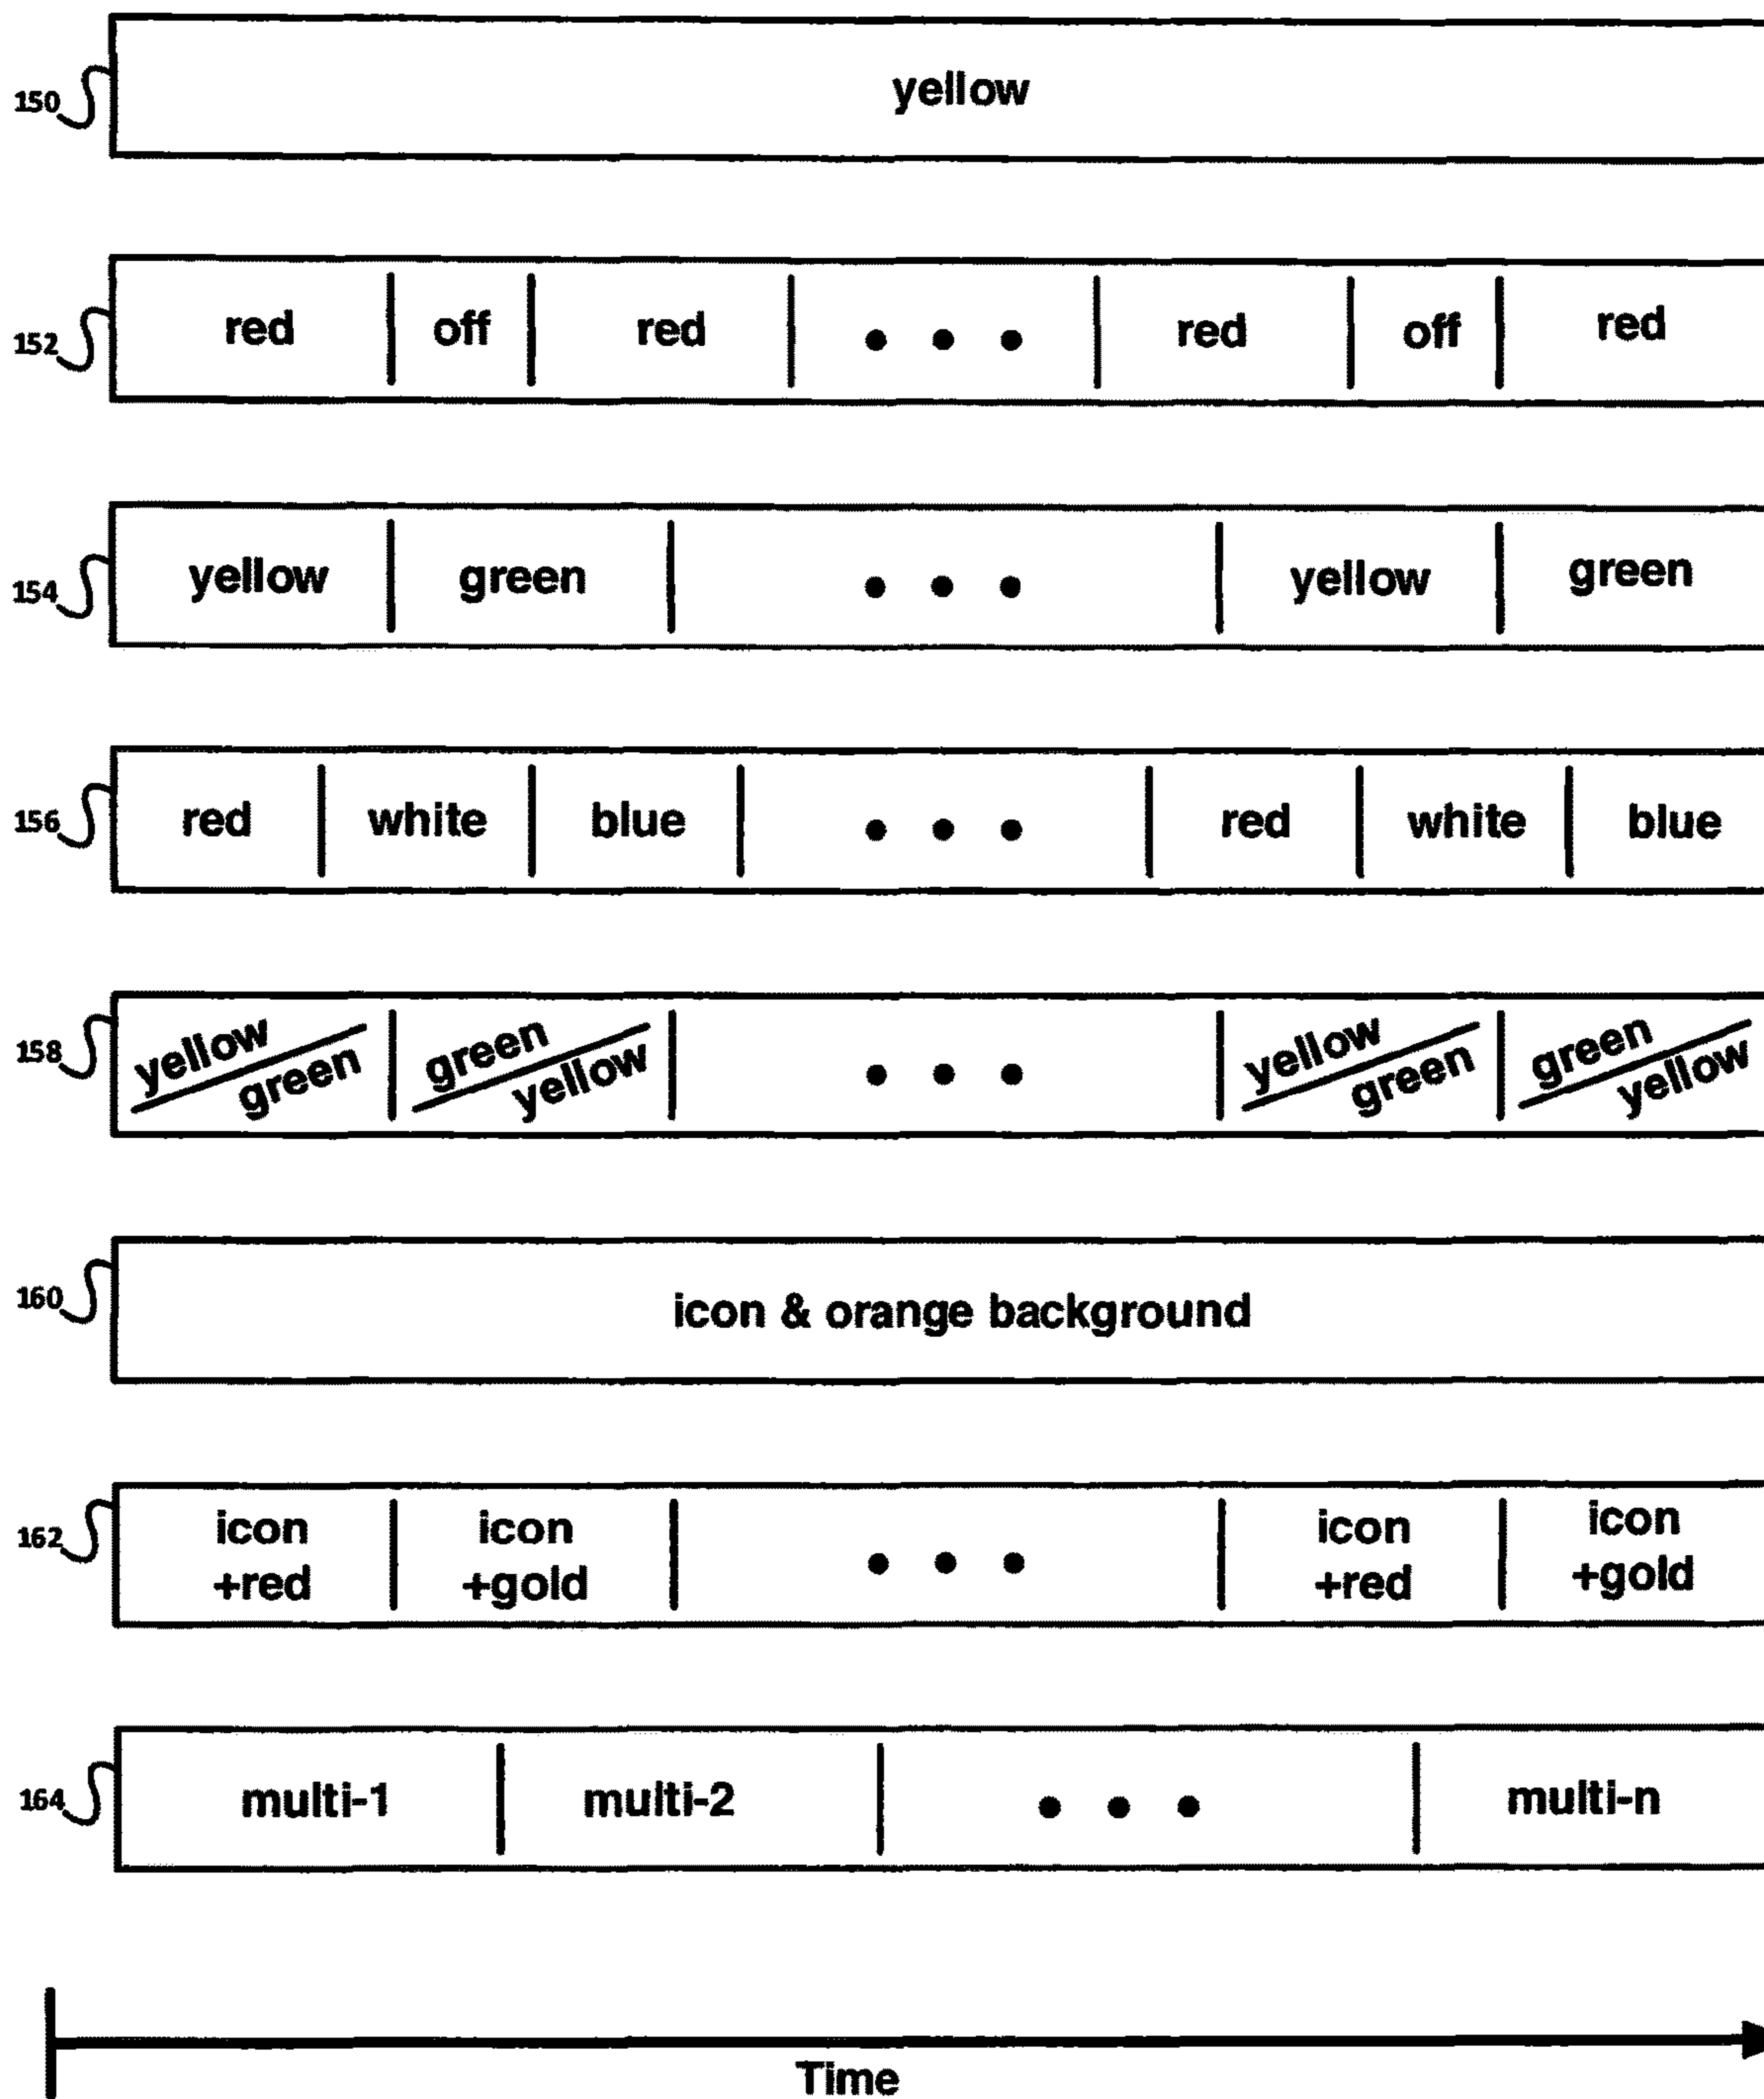 150 yellow
152 red off red • • • red off red
154 yellow green • • • yellow green
156 red white blue • • • red white blue
158 yellow/green green/yellow • • • yellow/green green/yellow
160 icon & orange background
162 icon +red icon +gold • • • icon +red icon +gold
164 multi-1 multi-2 • • • multi-n
Time